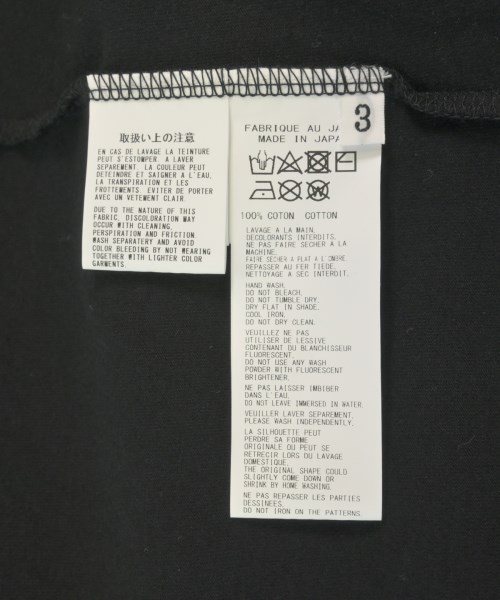 取扱い上の注意
EN CAS DE LAVAGE LA TEINTURE
PEUT S'ESTOMPER. A LAVER
SEPAREMENT. LA COULEUR PEUT
DETEINDRE ET SAIGNER A L'EAU,
LA TRANSPIRATION ET LES
FROTTEMENTS. EVITER DE PORTER
AVEC UN VETEMENT CLAIR.
DUE TO THE NATURE OF THIS
FABRIC, DISCOLORATION MAY
OCCUR WITH CLEANING,
PERSPIRATION AND FRICTION.
WASH SEPARATERY AND AVOID
COLOR BLEEDING BY NOT WEARING
TOGETHER WITH LIGHTER COLOR
GARMENTS.
3
FABRIQUE AU JA
MADE IN JAPA
100% COTON COTTON
LAVAGE A LA MAIN.
DECOLORANTS INTERDITS.
NE PAS FAIRE SECHER A LA
MACHINE.
FAIRE SECHER A PLAT A L'OMBRE.
REPASSER AU FER TIEDE.
NETTOYAGE A SEC INTERDIT.
HAND WASH.
DO NOT BLEACH.
DO NOT TUMBLE DRY.
DRY FLAT IN SHADE.
COOL IRON.
DO NOT DRY CLEAN.
VEUILLEZ NE PAS
UTILISER DE LESSIVE
CONTENANT DU BLANCHISSEUR
FLUORESCENT.
DO NOT USE ANY WASH
POWDER WITH FLUORESCENT
BRIGHTENER.
NE PAS LAISSER IMBIBER
DANS L'EAU.
DO NOT LEAVE IMMERSED IN WATER.
VEUILLER LAVER SEPAREMENT.
PLEASE WASH INDEPENDENTLY.
LA SILHOUETTE PEUT
PERDRE SA FORME
ORIGINALE OU PEUT SE
RETRECIR LORS DU LAVAGE
DOMESTIQUE.
THE ORIGINAL SHAPE COULD
SLIGHTLY COME DOWN OR
SHRINK BY HOME WASHING.
NE PAS REPASSER LES PARTIES
DESSINEES.
DO NOT IRON ON THE PATTERNS.